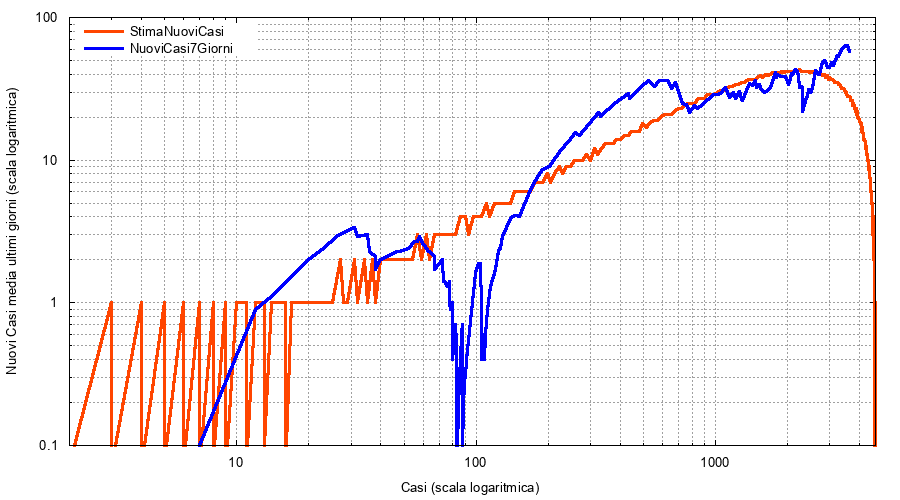 100
StimaNuoviCasi
NuoviCasi7Giorni
10
1
0.1
Nuovi Casi media ultimi giorni (scala logaritmica)
10 100 1000
Casi (scala logaritmica)